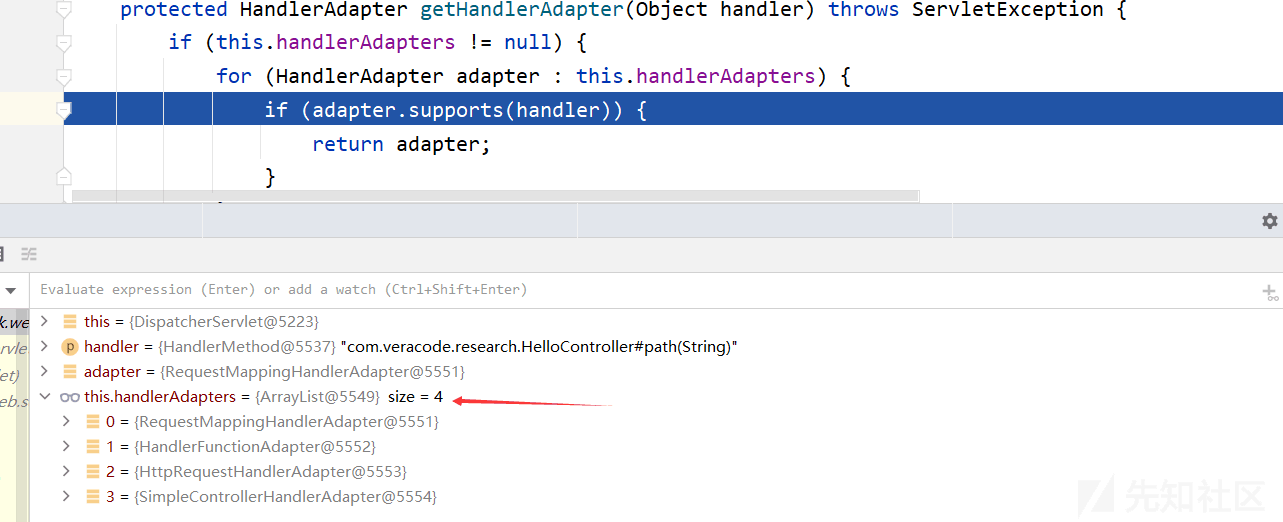 protected HandlerAdapter getHandlerAdapter(Object handler) throws ServletException {
if (this.handlerAdapters != null) {
for (HandlerAdapter adapter : this.handlerAdapters) {
if (adapter.supports(handler)) {
return adapter;
}
Evaluate expression (Enter) or add a watch (Ctrl+Shift+Enter)
k.we
this = {DispatcherServlet@5223}
rvlet
handler = {HandlerMethod@5537} "com.veracode.research.HelloController#path(String)"
let)
adapter = {RequestMappingHandlerAdapter@5551}
eb.s
this.handlerAdapters = {ArrayList@5549} size = 4
0 = {RequestMappingHandlerAdapter@5551}
1 = {HandlerFunctionAdapter@5552}
2 = {HttpRequestHandlerAdapter@5553}
3 = {SimpleControllerHandlerAdapter@5554}
先知社区